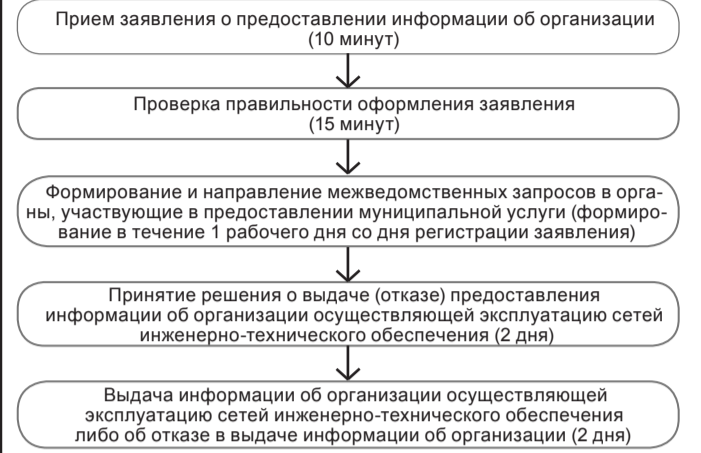 Прием заявления о предоставлении информации об организации
(10 минут)
Проверка правильности оформления заявления
(15 минут)
Формирование и направление межведомственных запросов в орга-
ны, участвующие в предоставлении муниципальной услуги (формиро-
вание в течение 1 рабочего дня со дня регистрации заявления)
Принятие решения о выдаче (отказе) предоставления
информации об организации осуществляющей эксплуатацию сетей
инженерно-технического обеспечения (2 дня)
Выдача информации об организации осуществляющей
эксплуатацию сетей инженерно-технического обеспечения
либо об отказе в выдаче информации об организации (2 дня)